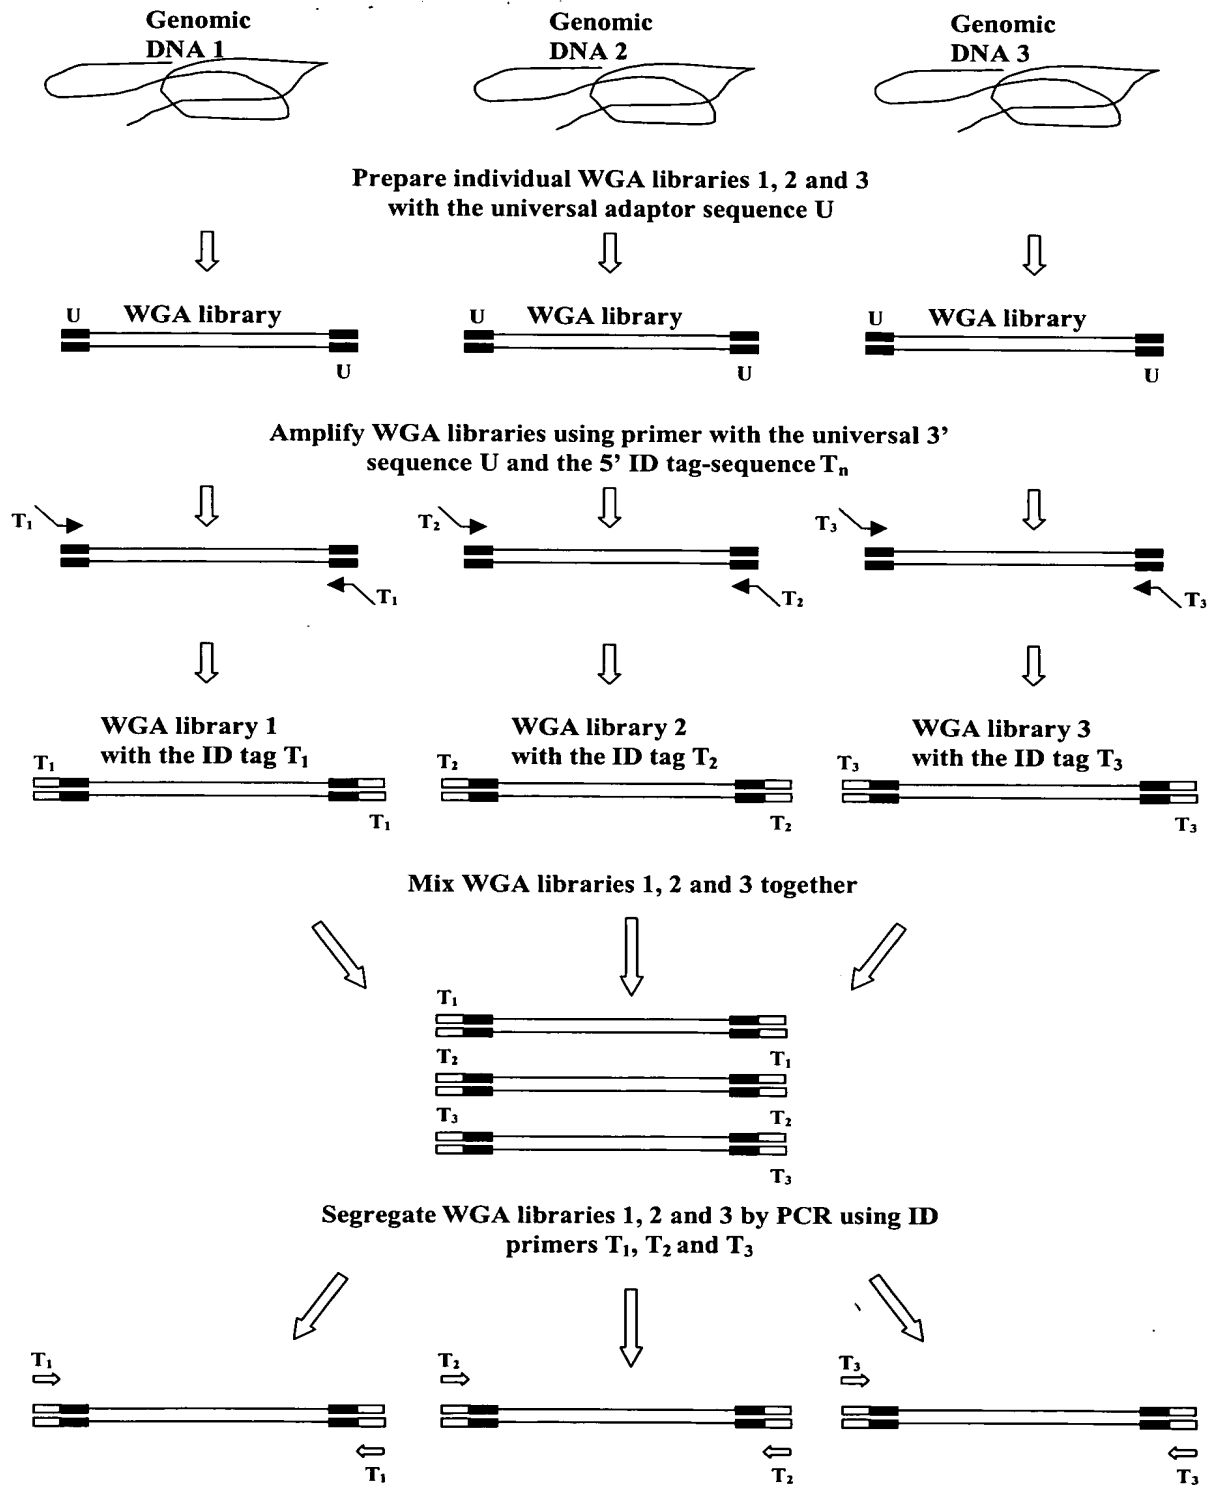 Genomic
DNA 1
Genomic
DNA 2
Genomic
DNA 3
Prepare individual WGA libraries 1, 2 and 3
with the universal adaptor sequence U
U WGA library
U
U WGA library
U
U WGA library
U
Amplify WGA libraries using primer with the universal 3'
sequence U and the 5' ID tag-sequence Tn
T1
T1
T2
T2
T3
T3
WGA library 1
with the ID tag T1
T1
T1
WGA library 2
with the ID tag T2
T2
T2
WGA library 3
with the ID tag T3
T3
T3
Mix WGA libraries 1, 2 and 3 together
T1
T2 T1
T3 T2
T3
Segregate WGA libraries 1, 2 and 3 by PCR using ID
primers T1, T2 and T3
T1
T1
T2
T2
T3
T3